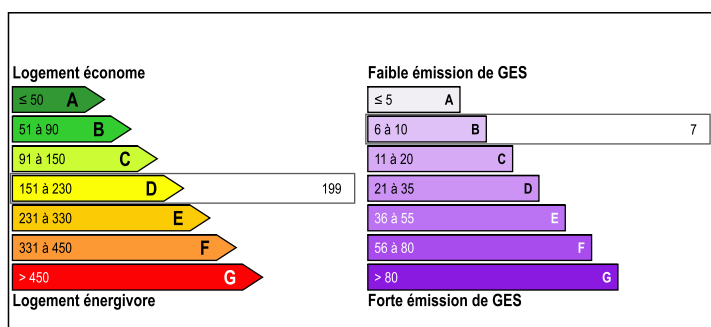 Logement économe
≤ 50 A
51 à 90 B
91 à 150 C
151 à 230 D 199
231 à 330 E
331 à 450 F
> 450 G
Logement énergivore
Faible émission de GES
≤ 5 A
6 à 10 B 7
11 à 20 C
21 à 35 D
36 à 55 E
56 à 80 F
> 80 G
Forte émission de GES